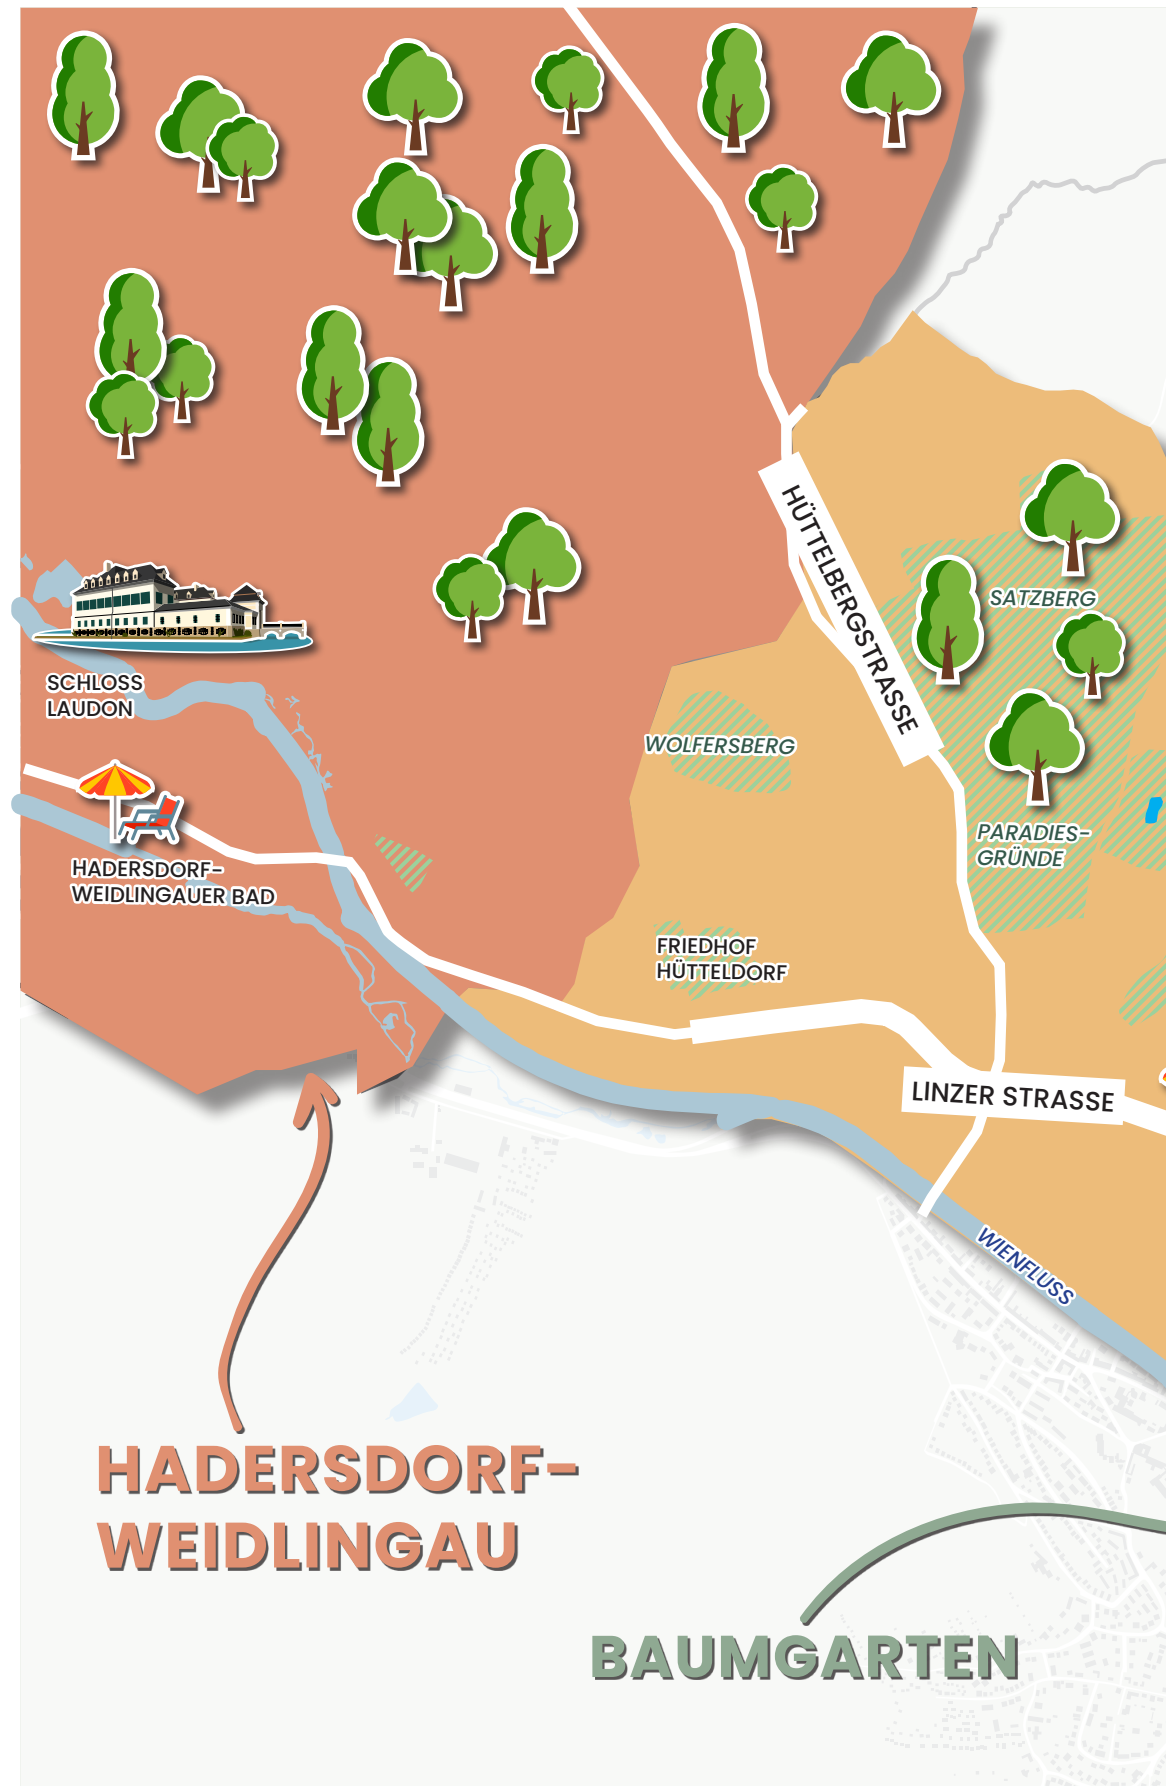 HÜTTELBERGSTRASSE
SATZBERG
SCHLOSS
LAUDON
WOLFERSBERG
PARADIES-
GRÜNDE
HADERSDORF-
WEIDLINGAUER BAD
FRIEDHOF
HÜTTELDORF
LINZER STRASSE
WIENFLUSS
HADERSDORF-
WEIDLINGAU
BAUMGARTEN